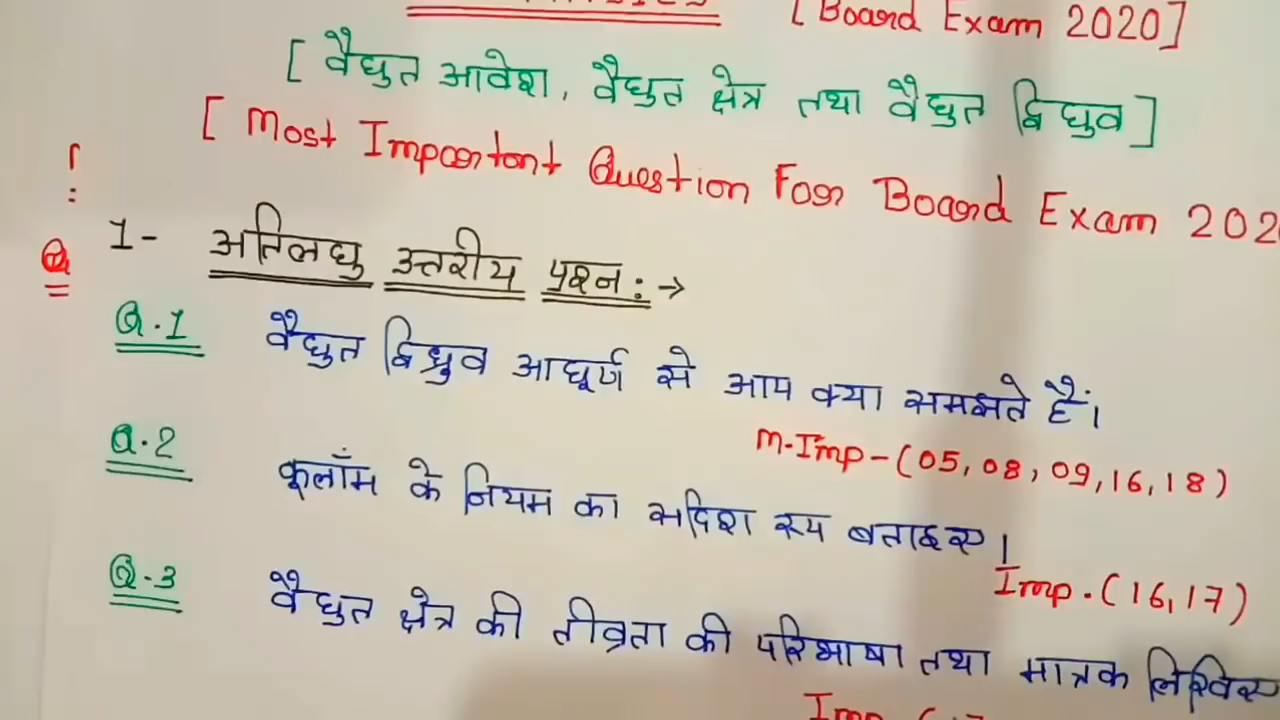 [Board Exam 2020]
[ वैद्युत आवेश, वैद्युत क्षेत्र तथा वैद्युत द्विध्रुव ]
[ Most Important Question For Board Exam 202
1- अतिलघु उत्तरीय प्रश्न:→
Q.1 वैद्युत द्विध्रुव आघूर्ण से आप क्या समझते हैं।
M.Imp-(05,08,09,16,18)
Q.2 कूलॉम के नियम का सदिश रूप बताइए।
Imp.(16,17)
Q.3 वैद्युत क्षेत्र की तीव्रता की परिभाषा तथा मात्रक लिखिए
Imp